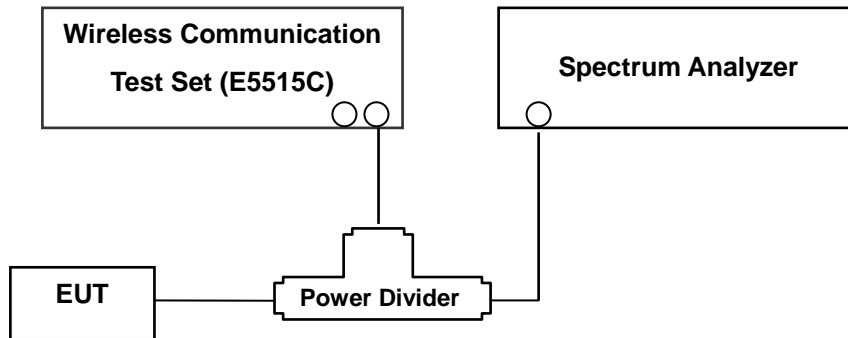 Wireless Communication
Test Set (E5515C)
Spectrum Analyzer
EUT
Power Divider